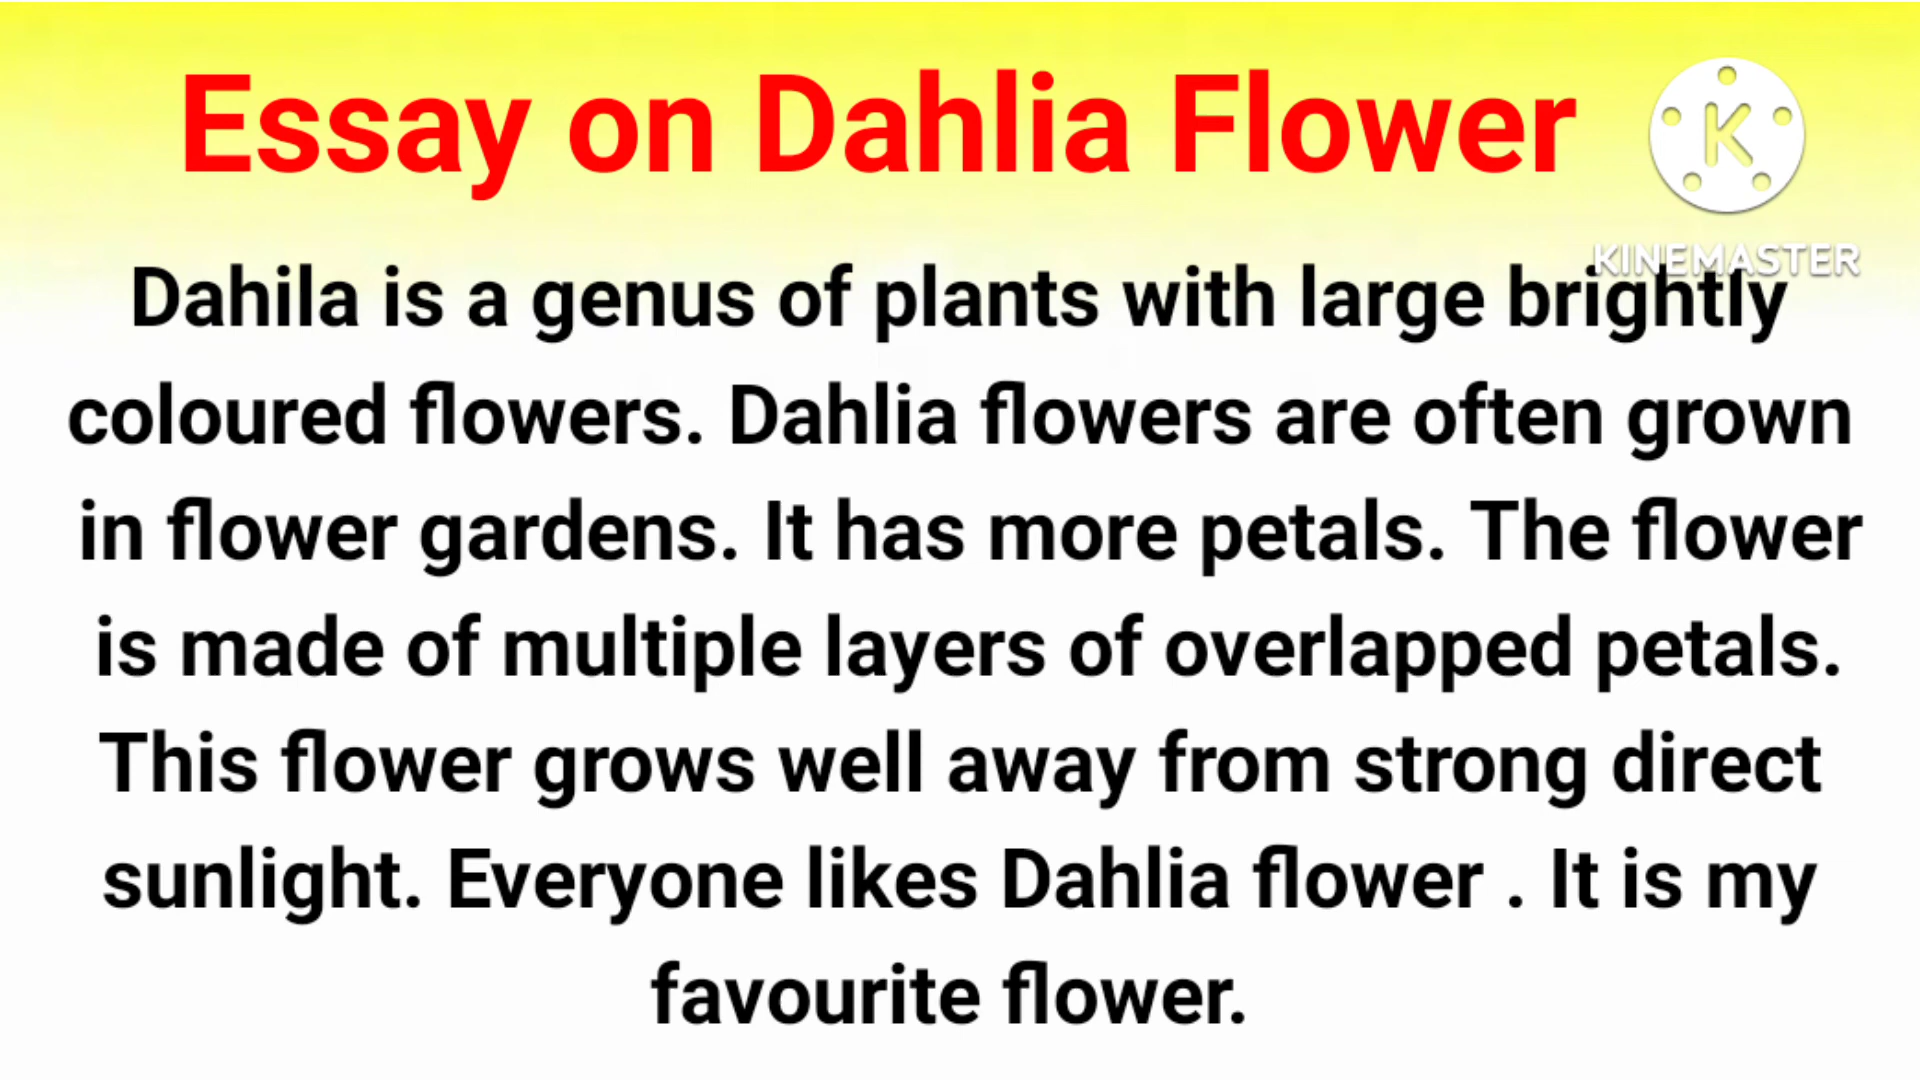 Essay on Dahlia Flower
K
KINEMASTER
Dahila is a genus of plants with large brightly
coloured flowers. Dahlia flowers are often grown
in flower gardens. It has more petals. The flower
is made of multiple layers of overlapped petals.
This flower grows well away from strong direct
sunlight. Everyone likes Dahlia flower . It is my
favourite flower.